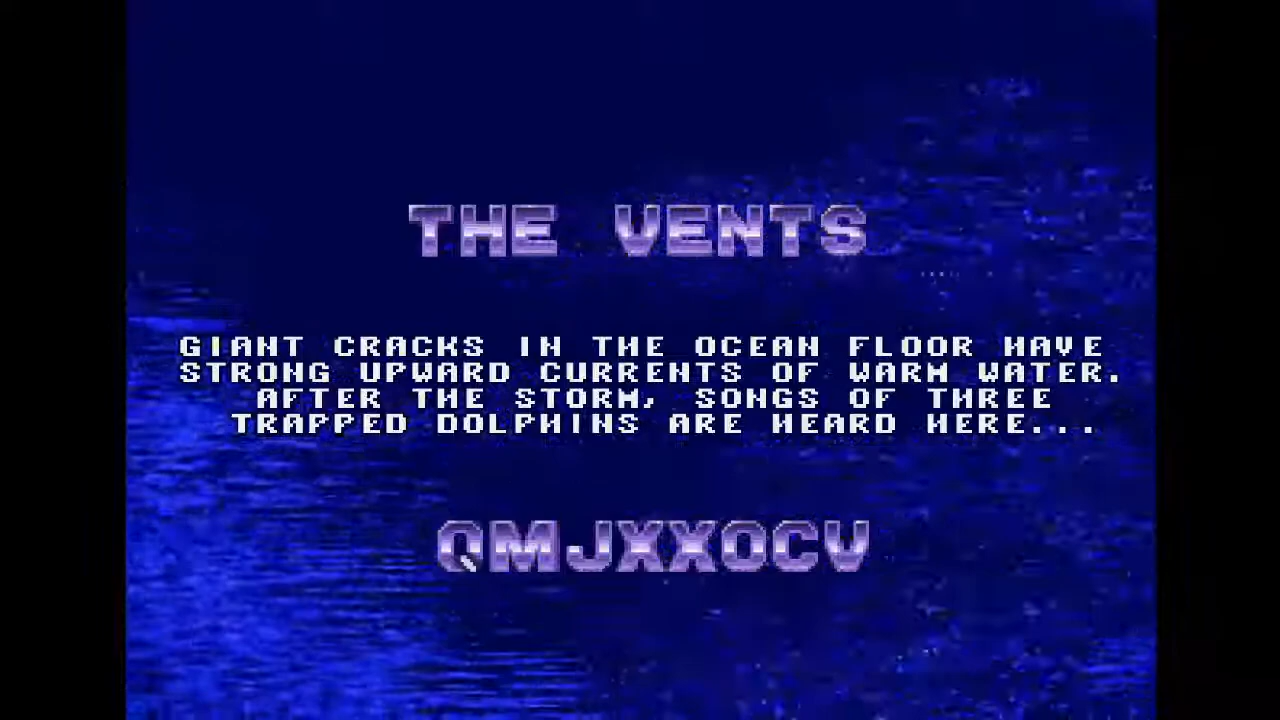 THE VENTS
GIANT CRACKS IN THE OCEAN FLOOR HAVE
STRONG UPWARD CURRENTS OF WARM WATER.
AFTER THE STORM, SONGS OF THREE
TRAPPED DOLPHINS ARE HEARD HERE...
QMJXXOCV